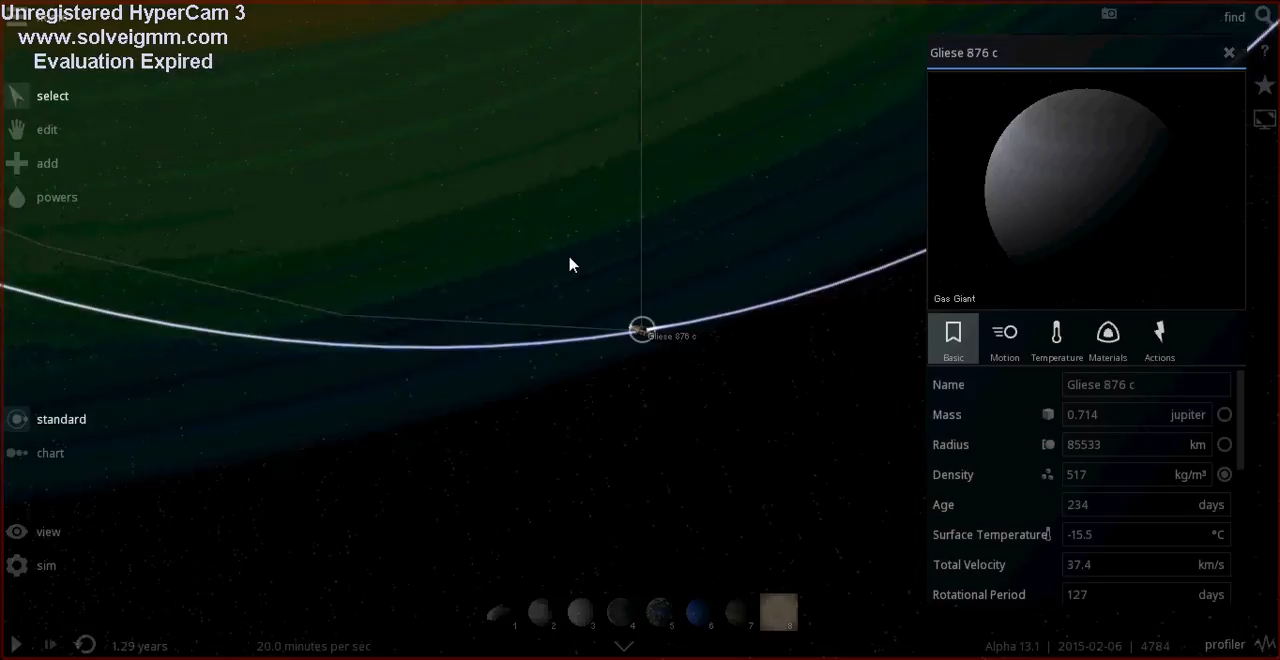 Unregistered HyperCam 3
www.solveigmm.com
Evaluation Expired
find
select
edit
add
powers
standard
chart
view
sim
Gliese 876 c
Gliese 876 c
?
Gas Giant
Basic Motion Temperature Materials Actions
Name Gliese 876 c
Mass 0.714 jupiter
Radius 85533 km
Density 517 kg/m³
Age 234 days
Surface Temperature -15.5 °C
Total Velocity 37.4 km/s
Rotational Period 127 days
1 2 3 4 5 6 7 8
1.29 years 20.0 minutes per sec Alpha 13.1 | 2015-02-06 | 4784 profiler